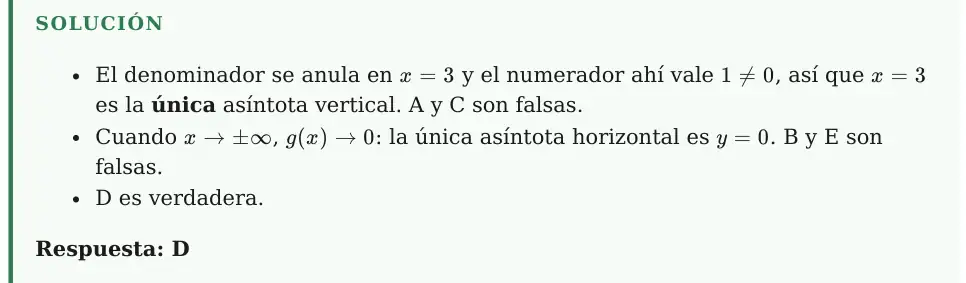 SOLUCIÓN
• El denominador se anula en x = 3 y el numerador ahí vale 1 ≠ 0, así que x = 3
es la única asíntota vertical. A y C son falsas.
• Cuando x → ±∞, g(x) → 0: la única asíntota horizontal es y = 0. B y E son
falsas.
• D es verdadera.
Respuesta: D